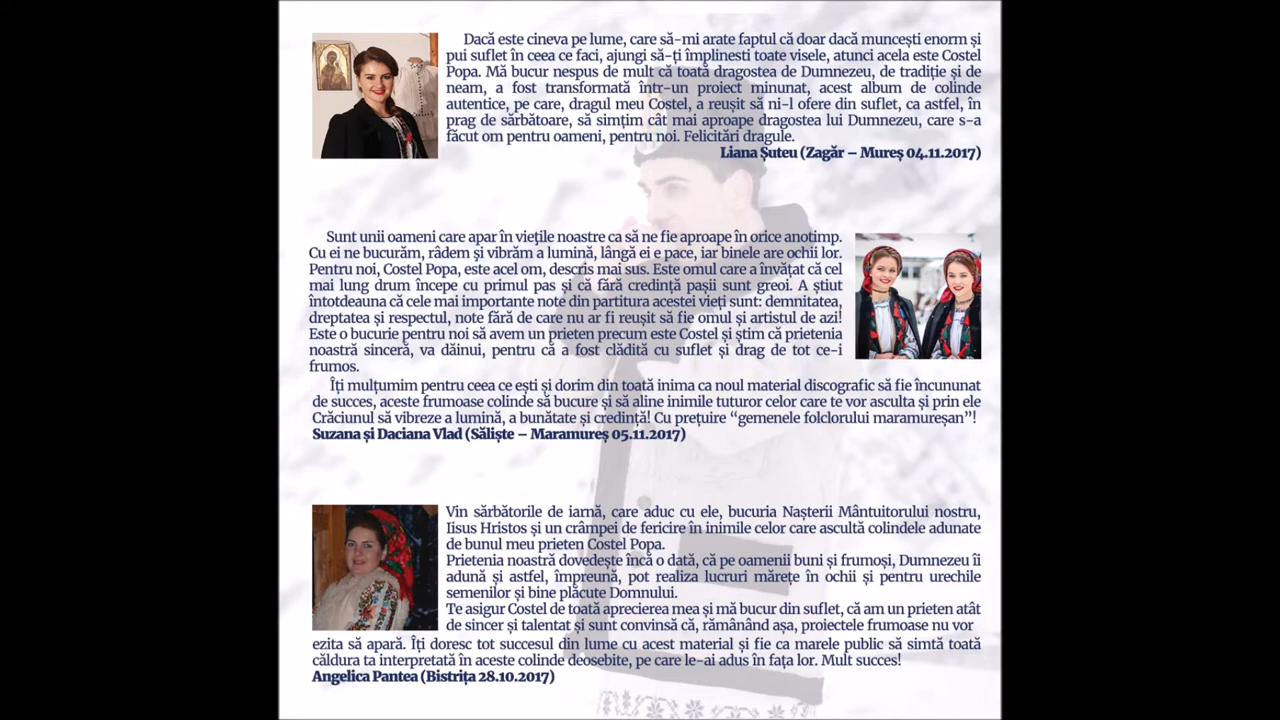 Dacă este cineva pe lume, care să-mi arate faptul că doar dacă muncești enorm și
pui suflet în ceea ce faci, ajungi să-ți împlinesti toate visele, atunci acela este Costel
Popa. Mă bucur nespus de mult că toată dragostea de Dumnezeu, de tradiție și de
neam, a fost transformată într-un proiect minunat, acest album de colinde
autentice, pe care, dragul meu Costel, a reușit să ni-l ofere din suflet, ca astfel, în
prag de sărbătoare, să simțim cât mai aproape dragostea lui Dumnezeu, care s-a
făcut om pentru oameni, pentru noi. Felicitări dragule.
Liana Șuteu (Zagăr – Mureș 04.11.2017)
Sunt unii oameni care apar în viețile noastre ca să ne fie aproape în orice anotimp.
Cu ei ne bucurăm, râdem și vibrăm a lumină, lângă ei e pace, iar binele are ochii lor.
Pentru noi, Costel Popa, este acel om, descris mai sus. Este omul care a învățat că cel
mai lung drum începe cu primul pas și că fără credință pașii sunt greoi. A știut
întotdeauna că cele mai importante note din partitura acestei vieți sunt: demnitatea,
dreptatea și respectul, note fără de care nu ar fi reușit să fie omul și artistul de azi!
Este o bucurie pentru noi să avem un prieten precum este Costel și știm că prietenia
noastră sinceră, va dăinui, pentru că a fost clădită cu suflet și drag de tot ce-i
frumos.
Îți mulțumim pentru ceea ce ești și dorim din toată inima ca noul material discografic să fie încununat
de succes, aceste frumoase colinde să bucure și să aline inimile tuturor celor care te vor asculta și prin ele
Crăciunul să vibreze a lumină, a bunătate și credință! Cu prețuire “gemenele folclorului maramureșan”!
Suzana și Daciana Vlad (Săliște – Maramureș 05.11.2017)
Vin sărbătorile de iarnă, care aduc cu ele, bucuria Nașterii Mântuitorului nostru,
Iisus Hristos și un crâmpei de fericire în inimile celor care ascultă colindele adunate
de bunul meu prieten Costel Popa.
Prietenia noastră dovedește încă o dată, că pe oamenii buni și frumoși, Dumnezeu îi
adună și astfel, împreună, pot realiza lucruri mărețe în ochii și pentru urechile
semenilor și bine plăcute Domnului.
Te asigur Costel de toată aprecierea mea și mă bucur din suflet, că am un prieten atât
de sincer și talentat și sunt convinsă că, rămânând așa, proiectele frumoase nu vor
ezita să apară. Îți doresc tot succesul din lume cu acest material și fie ca marele public să simtă toată
căldura ta interpretată în aceste colinde deosebite, pe care le-ai adus în fața lor. Mult succes!
Angelica Pantea (Bistrița 28.10.2017)